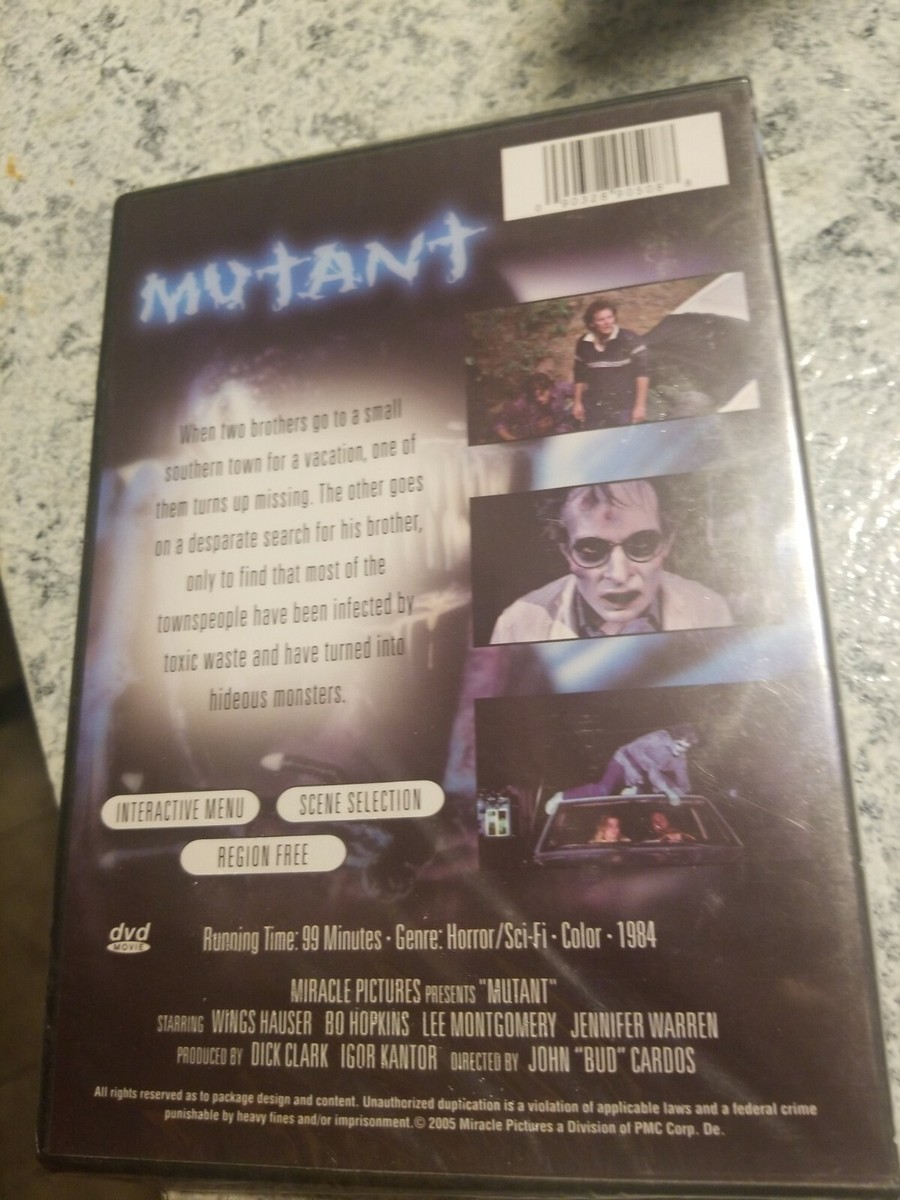 0 90328 90508 8
MUTANT
When two brothers go to a small
southern town for a vacation, one of
them turns up missing. The other goes
on a desparate search for his brother,
only to find that most of the
townspeople have been infected by
toxic waste and have turned into
hideous monsters.
INTERACTIVE MENU SCENE SELECTION
REGION FREE
dvd
MOVIE
Running Time: 99 Minutes · Genre: Horror/Sci-Fi · Color · 1984
MIRACLE PICTURES PRESENTS "MUTANT"
STARRING WINGS HAUSER BO HOPKINS LEE MONTGOMERY JENNIFER WARREN
PRODUCED BY DICK CLARK IGOR KANTOR DIRECTED BY JOHN "BUD" CARDOS
All rights reserved as to package design and content. Unauthorized duplication is a violation of applicable laws and a federal crime
punishable by heavy fines and/or imprisonment. © 2005 Miracle Pictures a Division of PMC Corp. De.